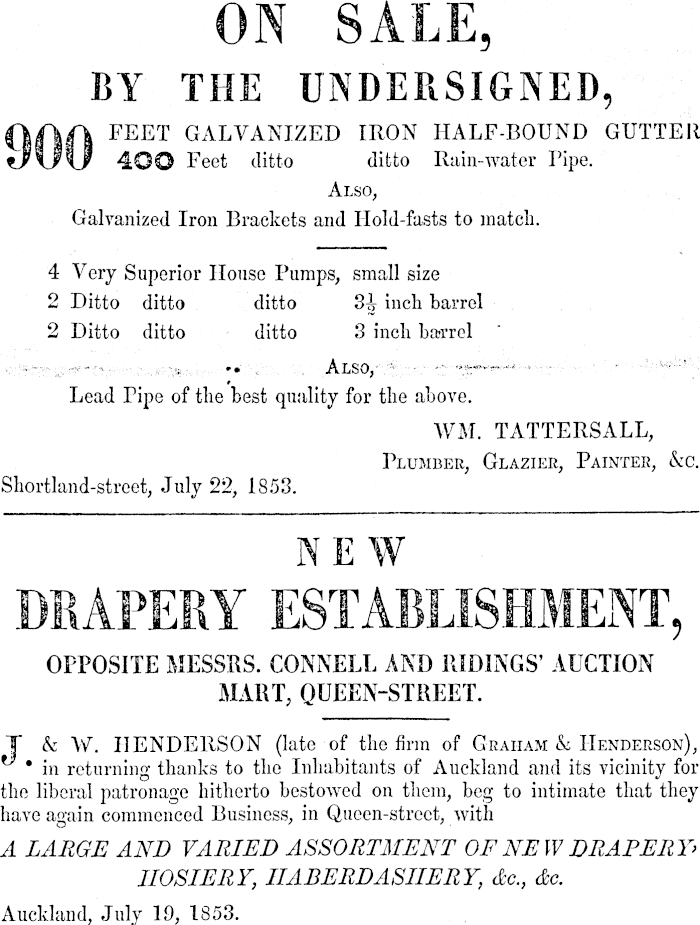 ON SALE,
BY THE UNDERSIGNED,
900 FEET GALVANIZED IRON HALF-BOUND GUTTER
400 Feet ditto ditto Rain-water Pipe.
ALSO,
Galvanized Iron Brackets and Hold-fasts to match.
4 Very Superior House Pumps, small size
2 Ditto ditto ditto 3½ inch barrel
2 Ditto ditto ditto 3 inch barrel
ALSO,
Lead Pipe of the best quality for the above.
WM. TATTERSALL,
PLUMBER, GLAZIER, PAINTER, &c.
Shortland-street, July 22, 1853.
NEW
DRAPERY ESTABLISHMENT,
OPPOSITE MESSRS. CONNELL AND RIDINGS' AUCTION
MART, QUEEN-STREET.
J. & W. HENDERSON (late of the firm of GRAHAM & HENDERSON),
in returning thanks to the Inhabitants of Auckland and its vicinity for
the liberal patronage hitherto bestowed on them, beg to intimate that they
have again commenced Business, in Queen-street, with
A LARGE AND VARIED ASSORTMENT OF NEW DRAPERY,
HOSIERY, HABERDASHERY, &c., &c.
Auckland, July 19, 1853.